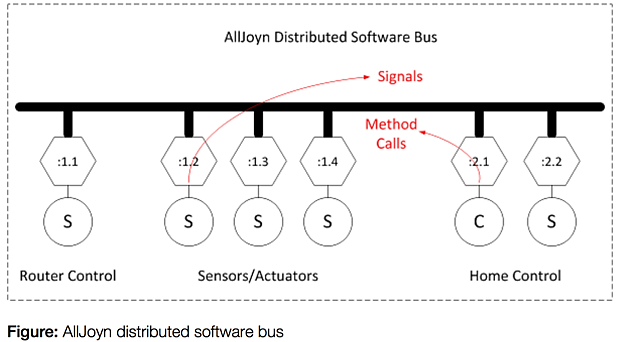 AllJoyn Distributed Software Bus
Signals
Method
Calls
:1.1 :1.2 :1.3 :1.4 :2.1 :2.2
S S S S C S
Router Control Sensors/Actuators Home Control
Figure: AllJoyn distributed software bus